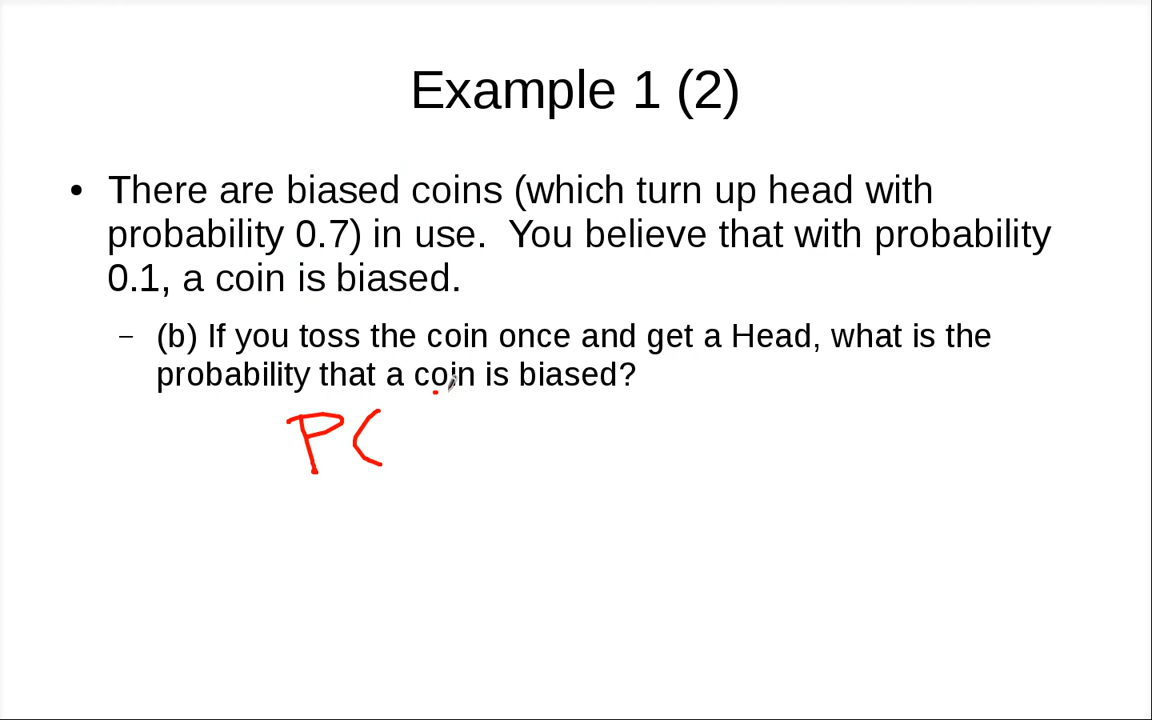 Example 1 (2)
• There are biased coins (which turn up head with
probability 0.7) in use. You believe that with probability
0.1, a coin is biased.
– (b) If you toss the coin once and get a Head, what is the
probability that a coin is biased?
P(